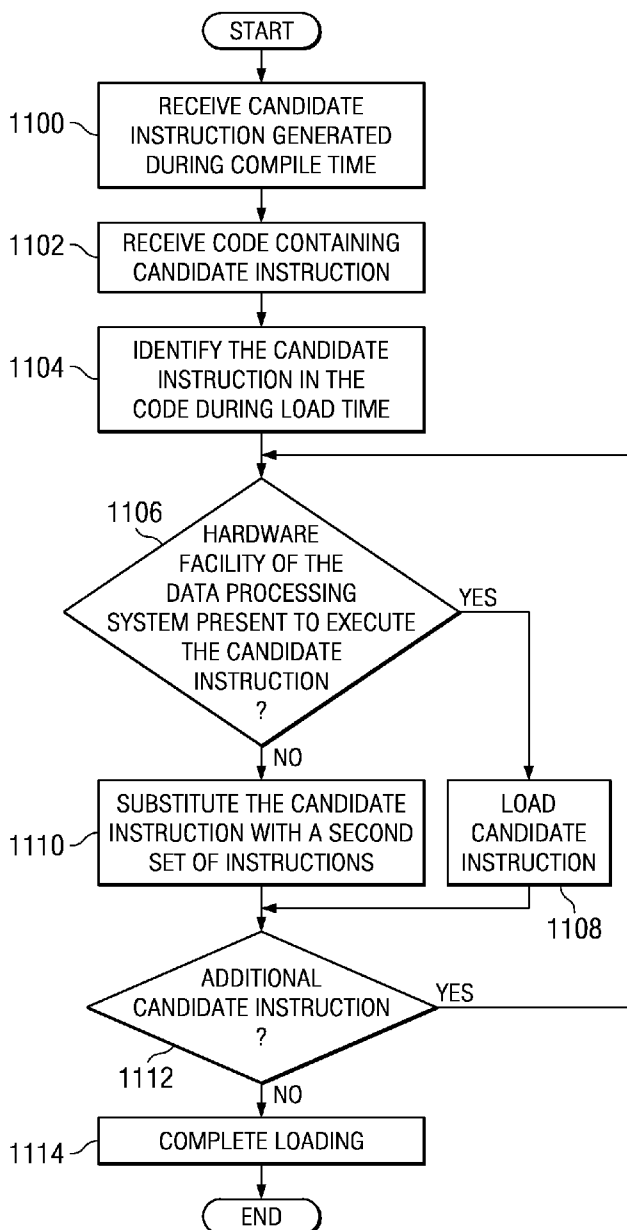 START
1100
RECEIVE CANDIDATE
INSTRUCTION GENERATED
DURING COMPILE TIME
1102
RECEIVE CODE CONTAINING
CANDIDATE INSTRUCTION
1104
IDENTIFY THE CANDIDATE
INSTRUCTION IN THE
CODE DURING LOAD TIME
1106
HARDWARE
FACILITY OF THE
DATA PROCESSING
SYSTEM PRESENT TO EXECUTE
THE CANDIDATE
INSTRUCTION
?
YES
NO
1110
SUBSTITUTE THE CANDIDATE
INSTRUCTION WITH A SECOND
SET OF INSTRUCTIONS
LOAD
CANDIDATE
INSTRUCTION
1108
ADDITIONAL
CANDIDATE INSTRUCTION
?
YES
1112
NO
1114
COMPLETE LOADING
END